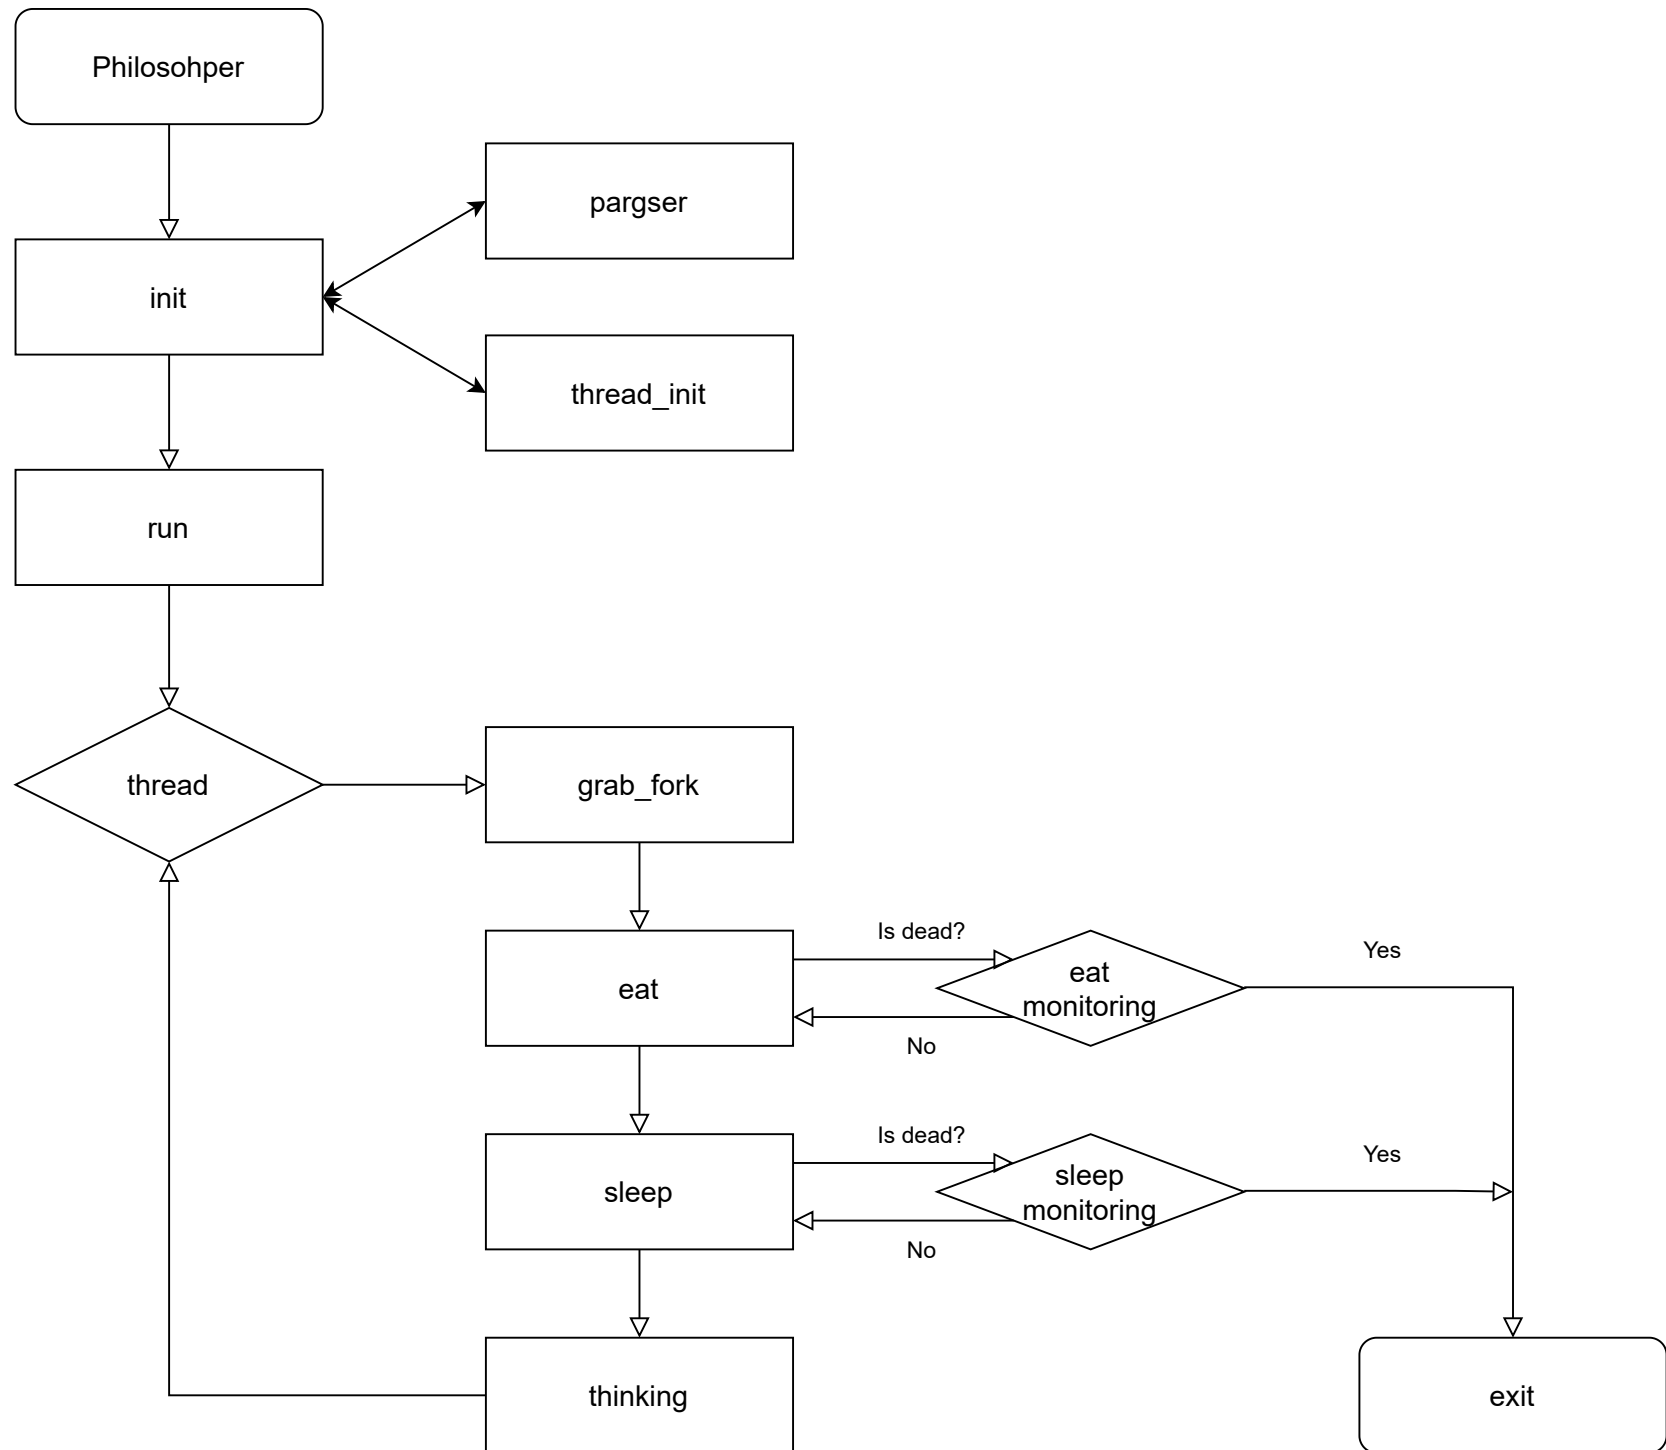 Philosohper
pargser
init
thread_init
run
thread
grab_fork
Is dead?
Yes
eat
eat
monitoring
No
Is dead?
Yes
sleep
sleep
monitoring
No
thinking
exit